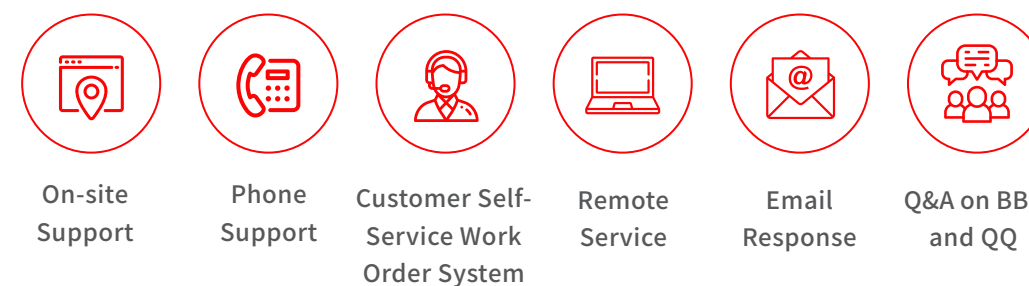 On-site
Support
Phone
Support
Customer Self-
Service Work
Order System
Remote
Service
@
Email
Response
Q&A on BB
and QQ